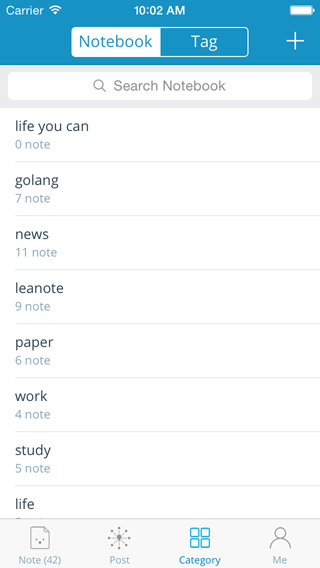 Carrier 10:02 AM
Notebook Tag
Search Notebook
life you can
0 note
golang
7 note
news
11 note
leanote
9 note
paper
6 note
work
4 note
study
5 note
life
Note (42) Post Category Me